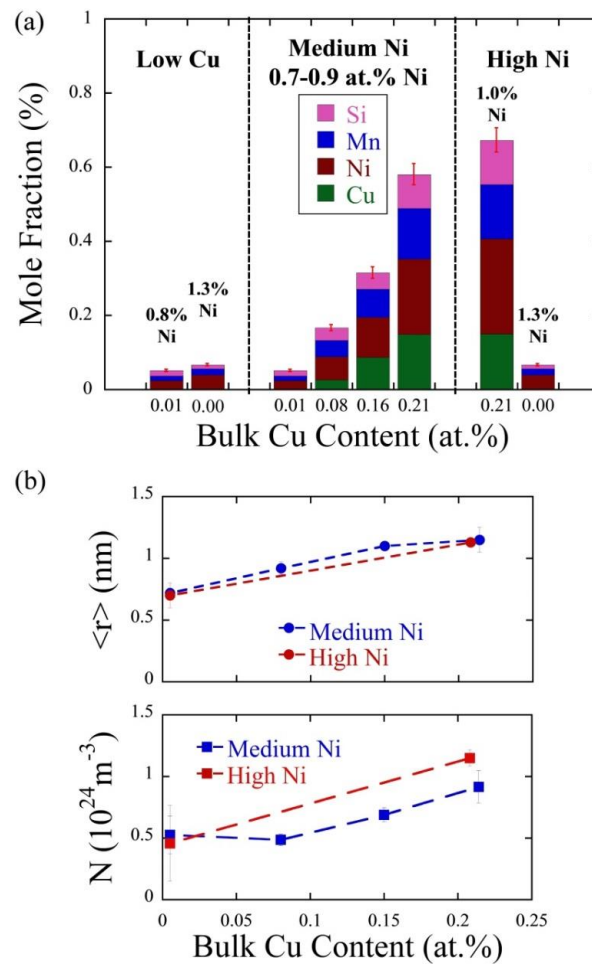 (a)
1
0.8
0.6
0.4
0.2
0
Mole Fraction (%)
Low Cu
Medium Ni
0.7-0.9 at.% Ni
High Ni
Si
Mn
Ni
Cu
0.8%
Ni
1.3%
Ni
1.0%
Ni
1.3%
Ni
0.01 0.00 0.01 0.08 0.16 0.21 0.21 0.00
Bulk Cu Content (at.%)
(b)
1.5
1
0.5
0
<r> (nm)
Medium Ni
High Ni
1.5
1
0.5
0
N (10²⁴m⁻³)
Medium Ni
High Ni
0 0.05 0.1 0.15 0.2 0.25
Bulk Cu Content (at.%)